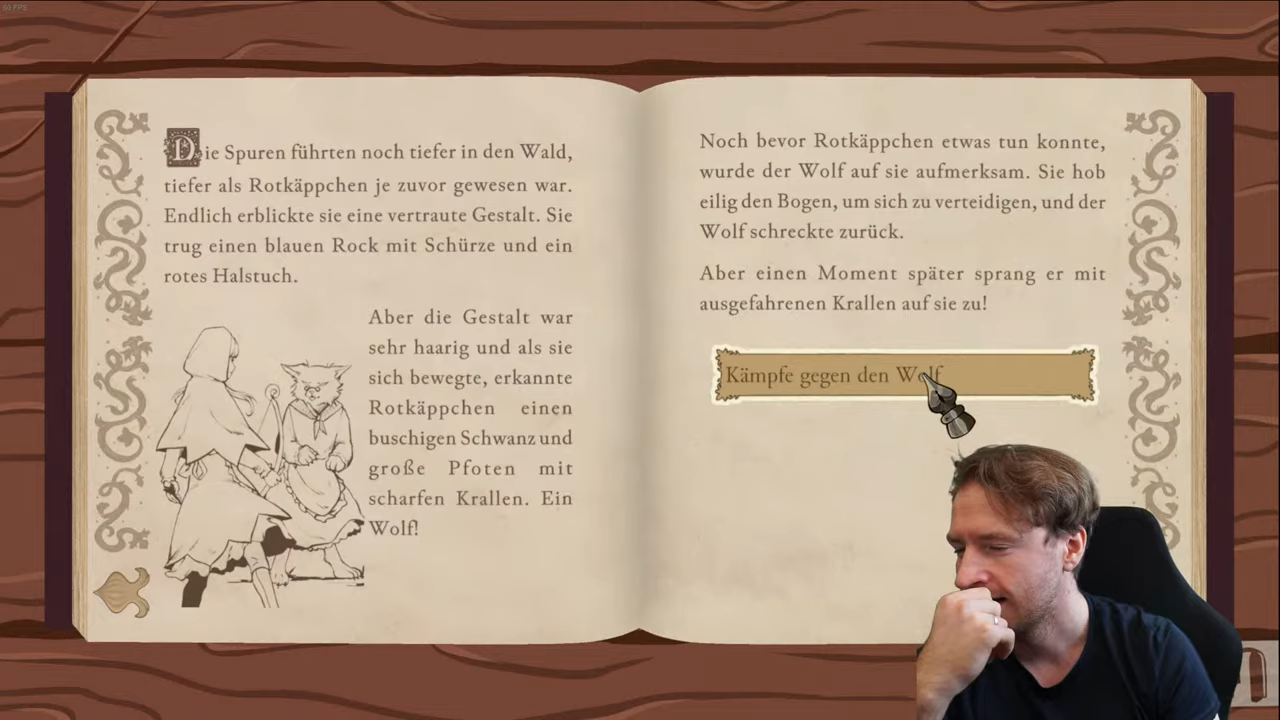 60 FPS
Die Spuren führten noch tiefer in den Wald,
tiefer als Rotkäppchen je zuvor gewesen war.
Endlich erblickte sie eine vertraute Gestalt. Sie
trug einen blauen Rock mit Schürze und ein
rotes Halstuch.
Aber die Gestalt war
sehr haarig und als sie
sich bewegte, erkannte
Rotkäppchen einen
buschigen Schwanz und
große Pfoten mit
scharfen Krallen. Ein
Wolf!
Noch bevor Rotkäppchen etwas tun konnte,
wurde der Wolf auf sie aufmerksam. Sie hob
eilig den Bogen, um sich zu verteidigen, und der
Wolf schreckte zurück.
Aber einen Moment später sprang er mit
ausgefahrenen Krallen auf sie zu!
Kämpfe gegen den Wolf